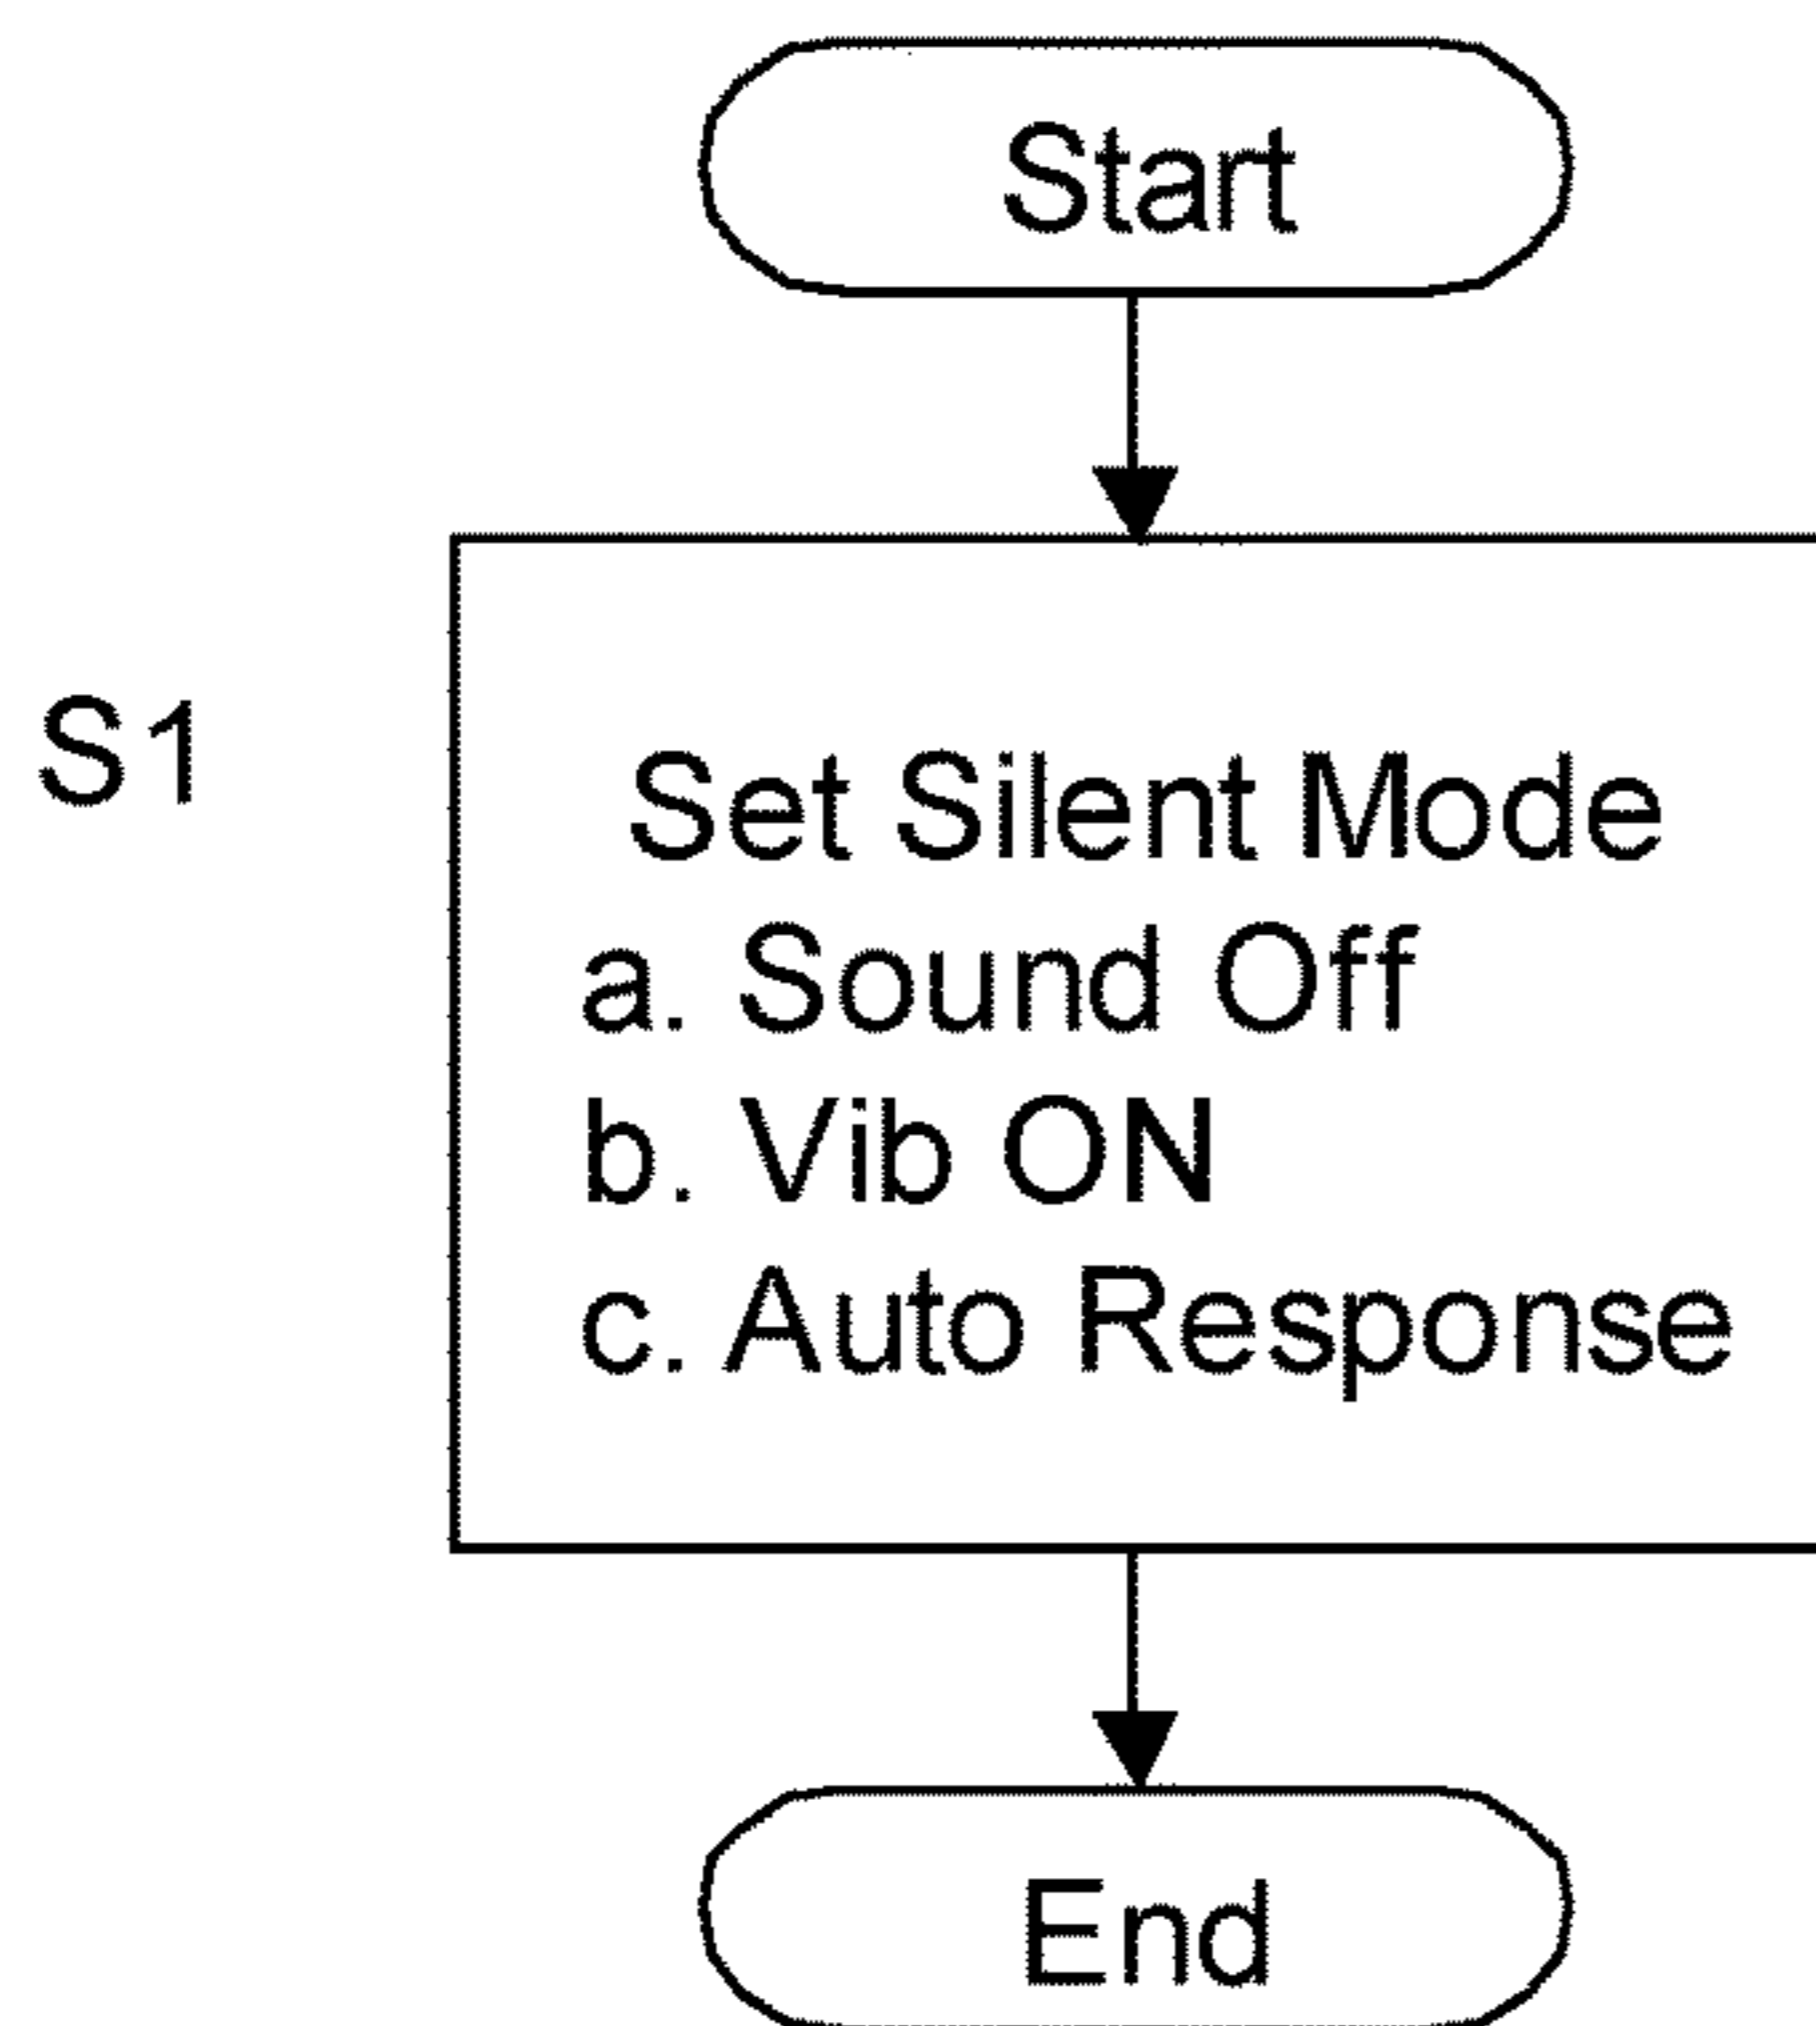 Start
S1
Set Silent Mode
a. Sound Off
b. Vib ON
c. Auto Response
End